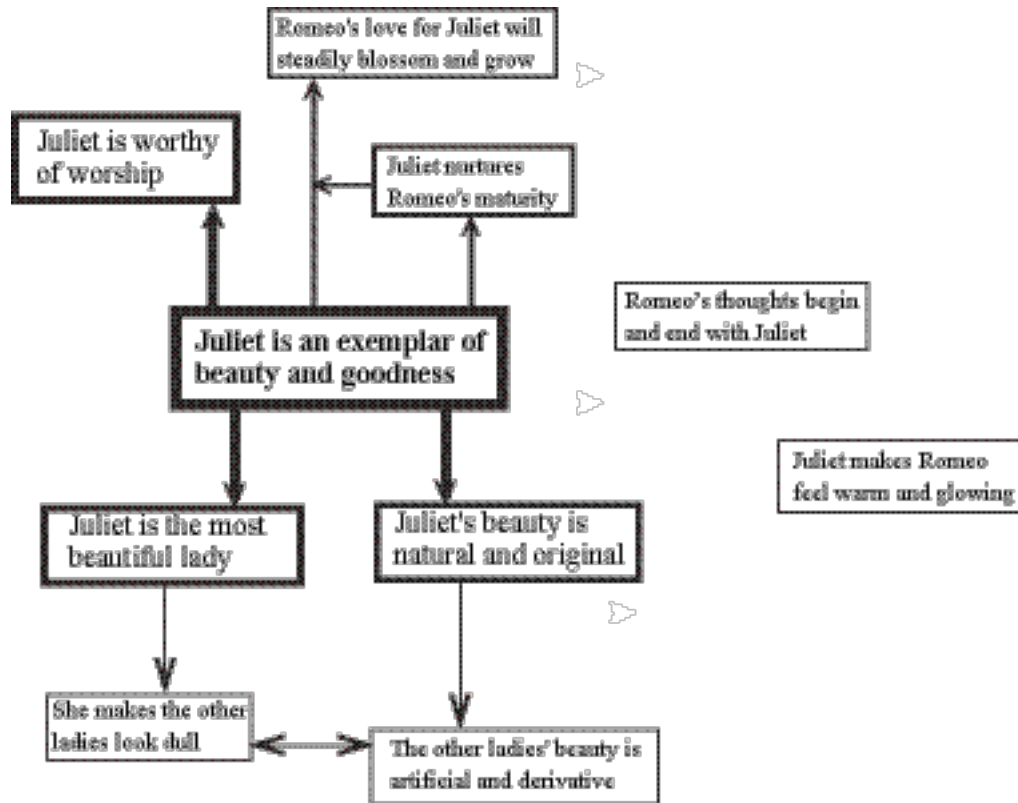 Romeo's love for Juliet will
steadily blossom and grow
Juliet is worthy
of worship
Juliet nurtures
Romeo's maturity
Romeo's thoughts begin
and end with Juliet
Juliet is an exemplar of
beauty and goodness
Juliet makes Romeo
feel warm and glowing
Juliet is the most
beautiful lady
Juliet's beauty is
natural and original
She makes the other
ladies look dull
The other ladies' beauty is
artificial and derivative